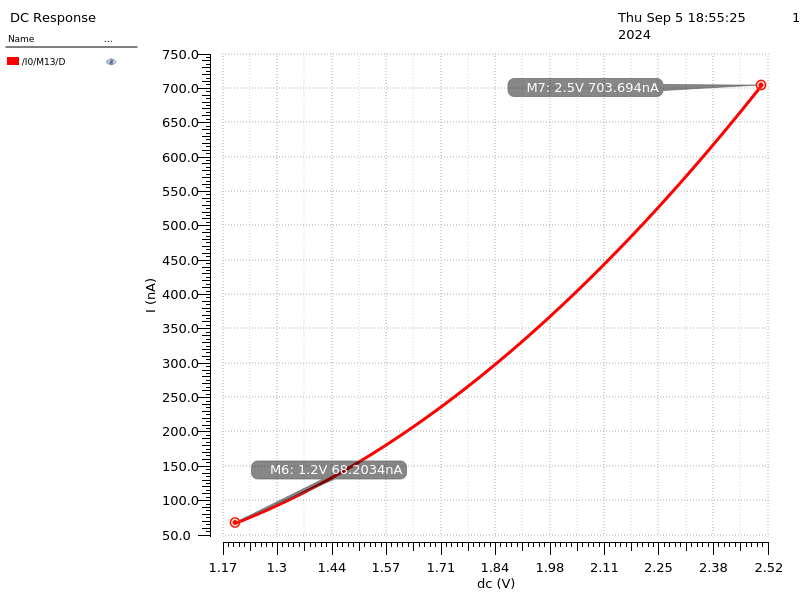 DC Response
Thu Sep 5 18:55:25 1
2024
Name ...
/I0/M13/D
750.0
700.0
650.0
600.0
550.0
500.0
450.0
400.0
350.0
300.0
250.0
200.0
150.0
100.0
50.0
I (nA)
M7: 2.5V 703.694nA
M6: 1.2V 68.2034nA
1.17 1.3 1.44 1.57 1.71 1.84 1.98 2.11 2.25 2.38 2.52
dc (V)